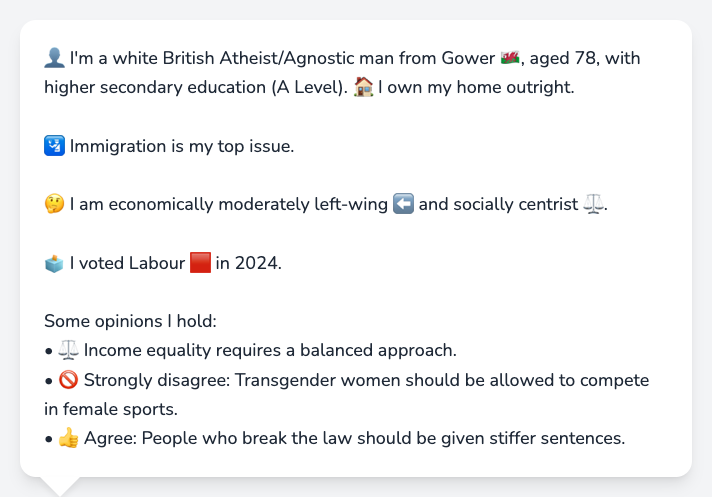 👤 I'm a white British Atheist/Agnostic man from Gower 🏴󠁧󠁢󠁷󠁬󠁳󠁿, aged 78, with
higher secondary education (A Level). 🏠 I own my home outright.
🛂 Immigration is my top issue.
🤔 I am economically moderately left-wing ⬅️ and socially centrist ⚖️.
🗳️ I voted Labour 🟥 in 2024.
Some opinions I hold:
• ⚖️ Income equality requires a balanced approach.
• 🚫 Strongly disagree: Transgender women should be allowed to compete
in female sports.
• 👍 Agree: People who break the law should be given stiffer sentences.